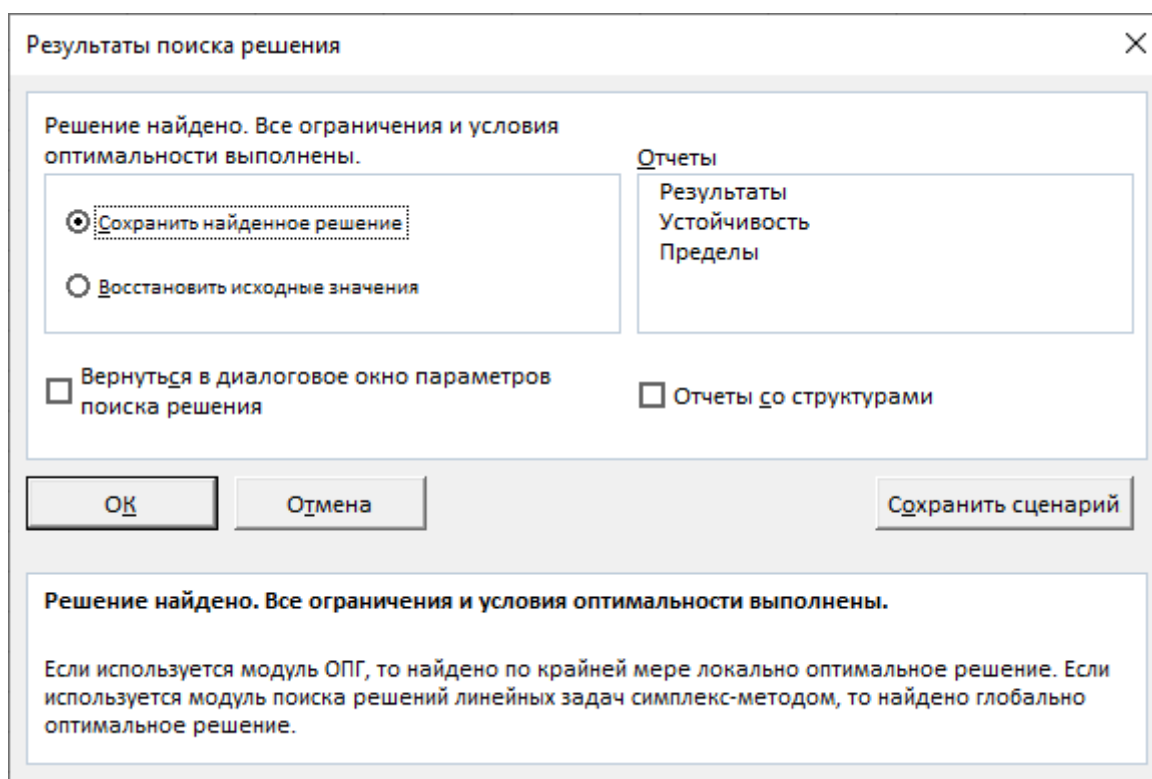 Результаты поиска решения
Решение найдено. Все ограничения и условия
оптимальности выполнены.
Сохранить найденное решение
Восстановить исходные значения
Отчеты
Результаты
Устойчивость
Пределы
Вернуться в диалоговое окно параметров
поиска решения
Отчеты со структурами
ОК
Отмена
Сохранить сценарий
Решение найдено. Все ограничения и условия оптимальности выполнены.
Если используется модуль ОПГ, то найдено по крайней мере локально оптимальное решение. Если
используется модуль поиска решений линейных задач симплекс-методом, то найдено глобально
оптимальное решение.